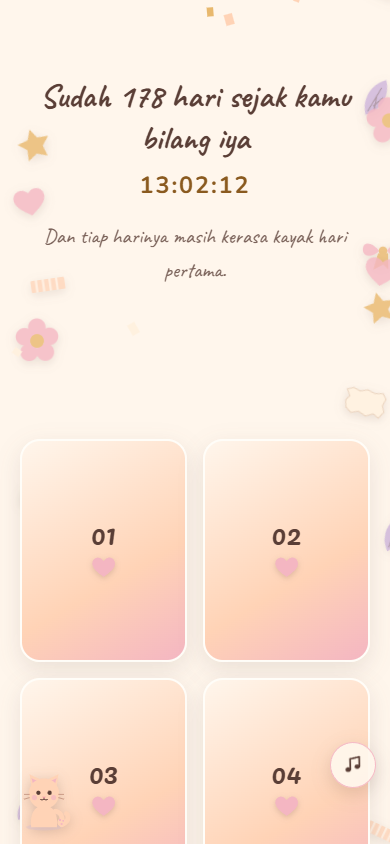 Sudah 178 hari sejak kamu
bilang iya
13:02:12
Dan tiap harinya masih kerasa kayak hari
pertama.
01
02
03
04